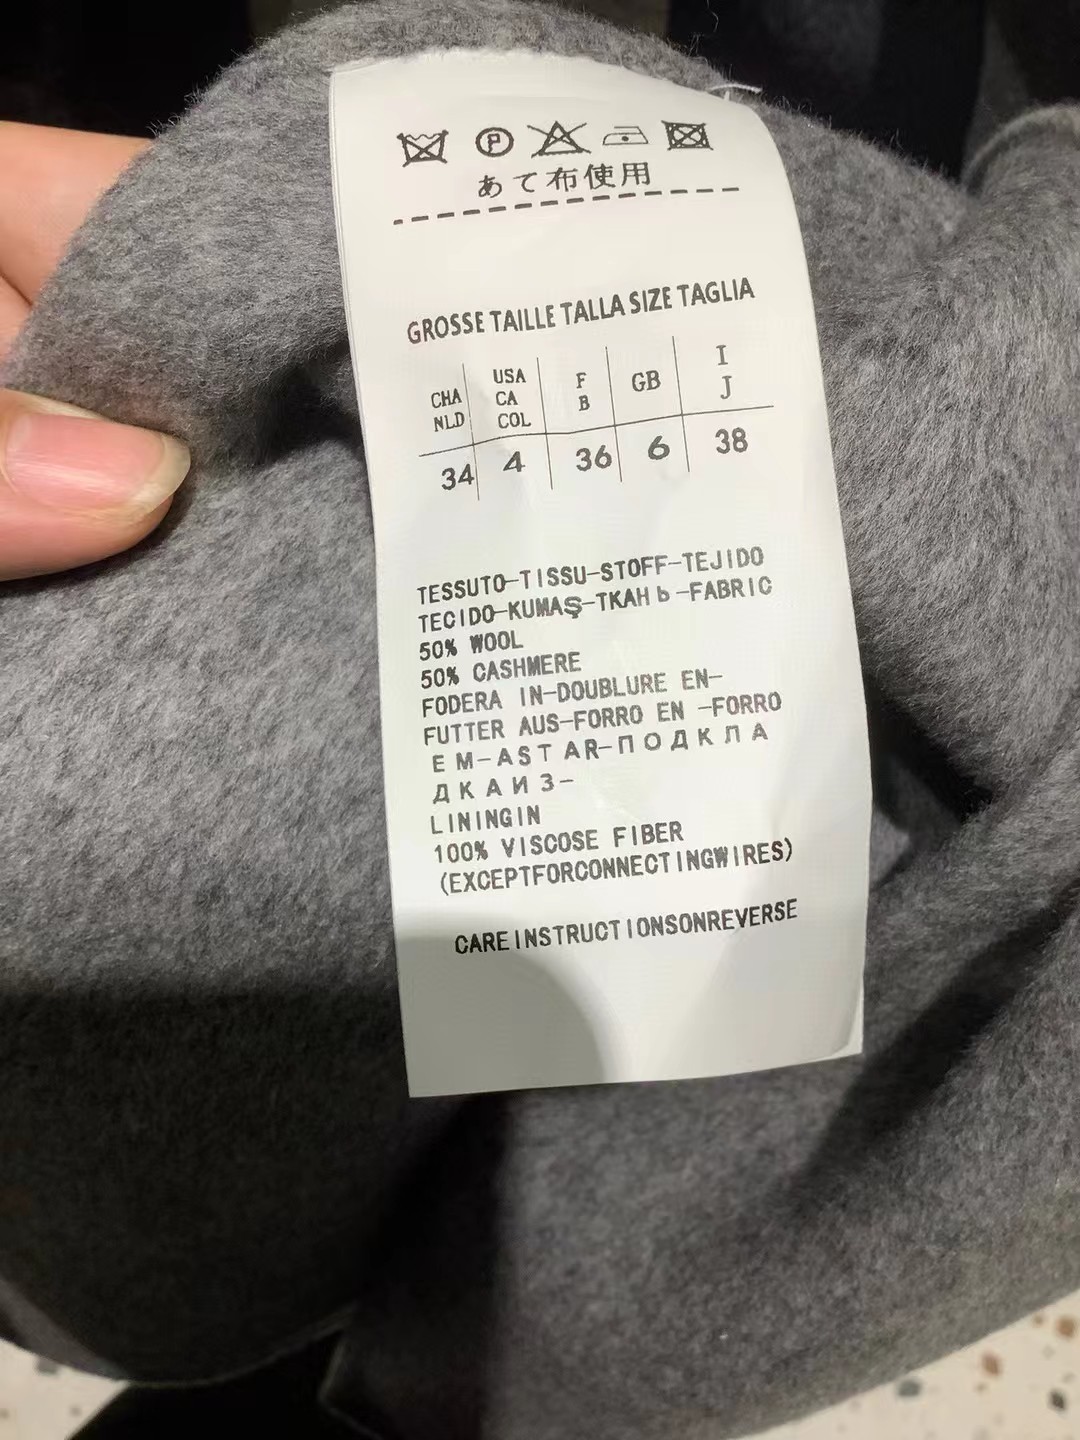 P
あて布使用
GROSSE TAILLE TALLA SIZE TAGLIA
CHA NLD USA CA COL F B GB I J
34 4 36 6 38
TESSUTO-TISSU-STOFF-TEJIDO
TECIDO-KUMAŞ-TKAHЬ-FABRIC
50% WOOL
50% CASHMERE
FODERA IN-DOUBLURE EN-
FUTTER AUS-FORRO EN -FORRO
EM-ASTAR-ПОДКЛА
ДКАИЗ-
LININGIN
100% VISCOSE FIBER
(EXCEPTFORCONNECTINGWIRES)
CAREINSTRUCTIONSONREVERSE